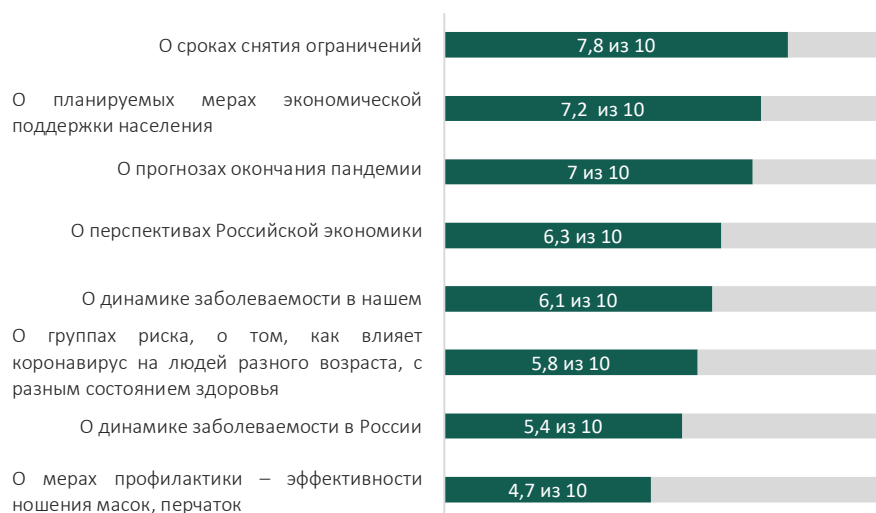 О сроках снятия ограничений
7,8 из 10
О планируемых мерах экономической
поддержки населения
7,2 из 10
О прогнозах окончания пандемии
7 из 10
О перспективах Российской экономики
6,3 из 10
О динамике заболеваемости в нашем
6,1 из 10
О группах риска, о том, как влияет
коронавирус на людей разного возраста, с
разным состоянием здоровья
5,8 из 10
О динамике заболеваемости в России
5,4 из 10
О мерах профилактики – эффективности
ношения масок, перчаток
4,7 из 10